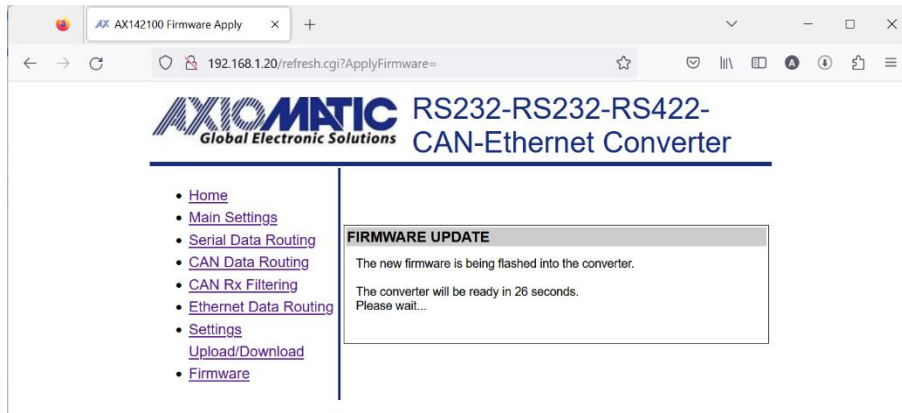 AX AX142100 Firmware Apply
192.168.1.20/refresh.cgi?ApplyFirmware=
AXIOMATIC
Global Electronic Solutions
RS232-RS232-RS422-
CAN-Ethernet Converter
• Home
• Main Settings
• Serial Data Routing
• CAN Data Routing
• CAN Rx Filtering
• Ethernet Data Routing
• Settings
Upload/Download
• Firmware
FIRMWARE UPDATE
The new firmware is being flashed into the converter.
The converter will be ready in 26 seconds.
Please wait...